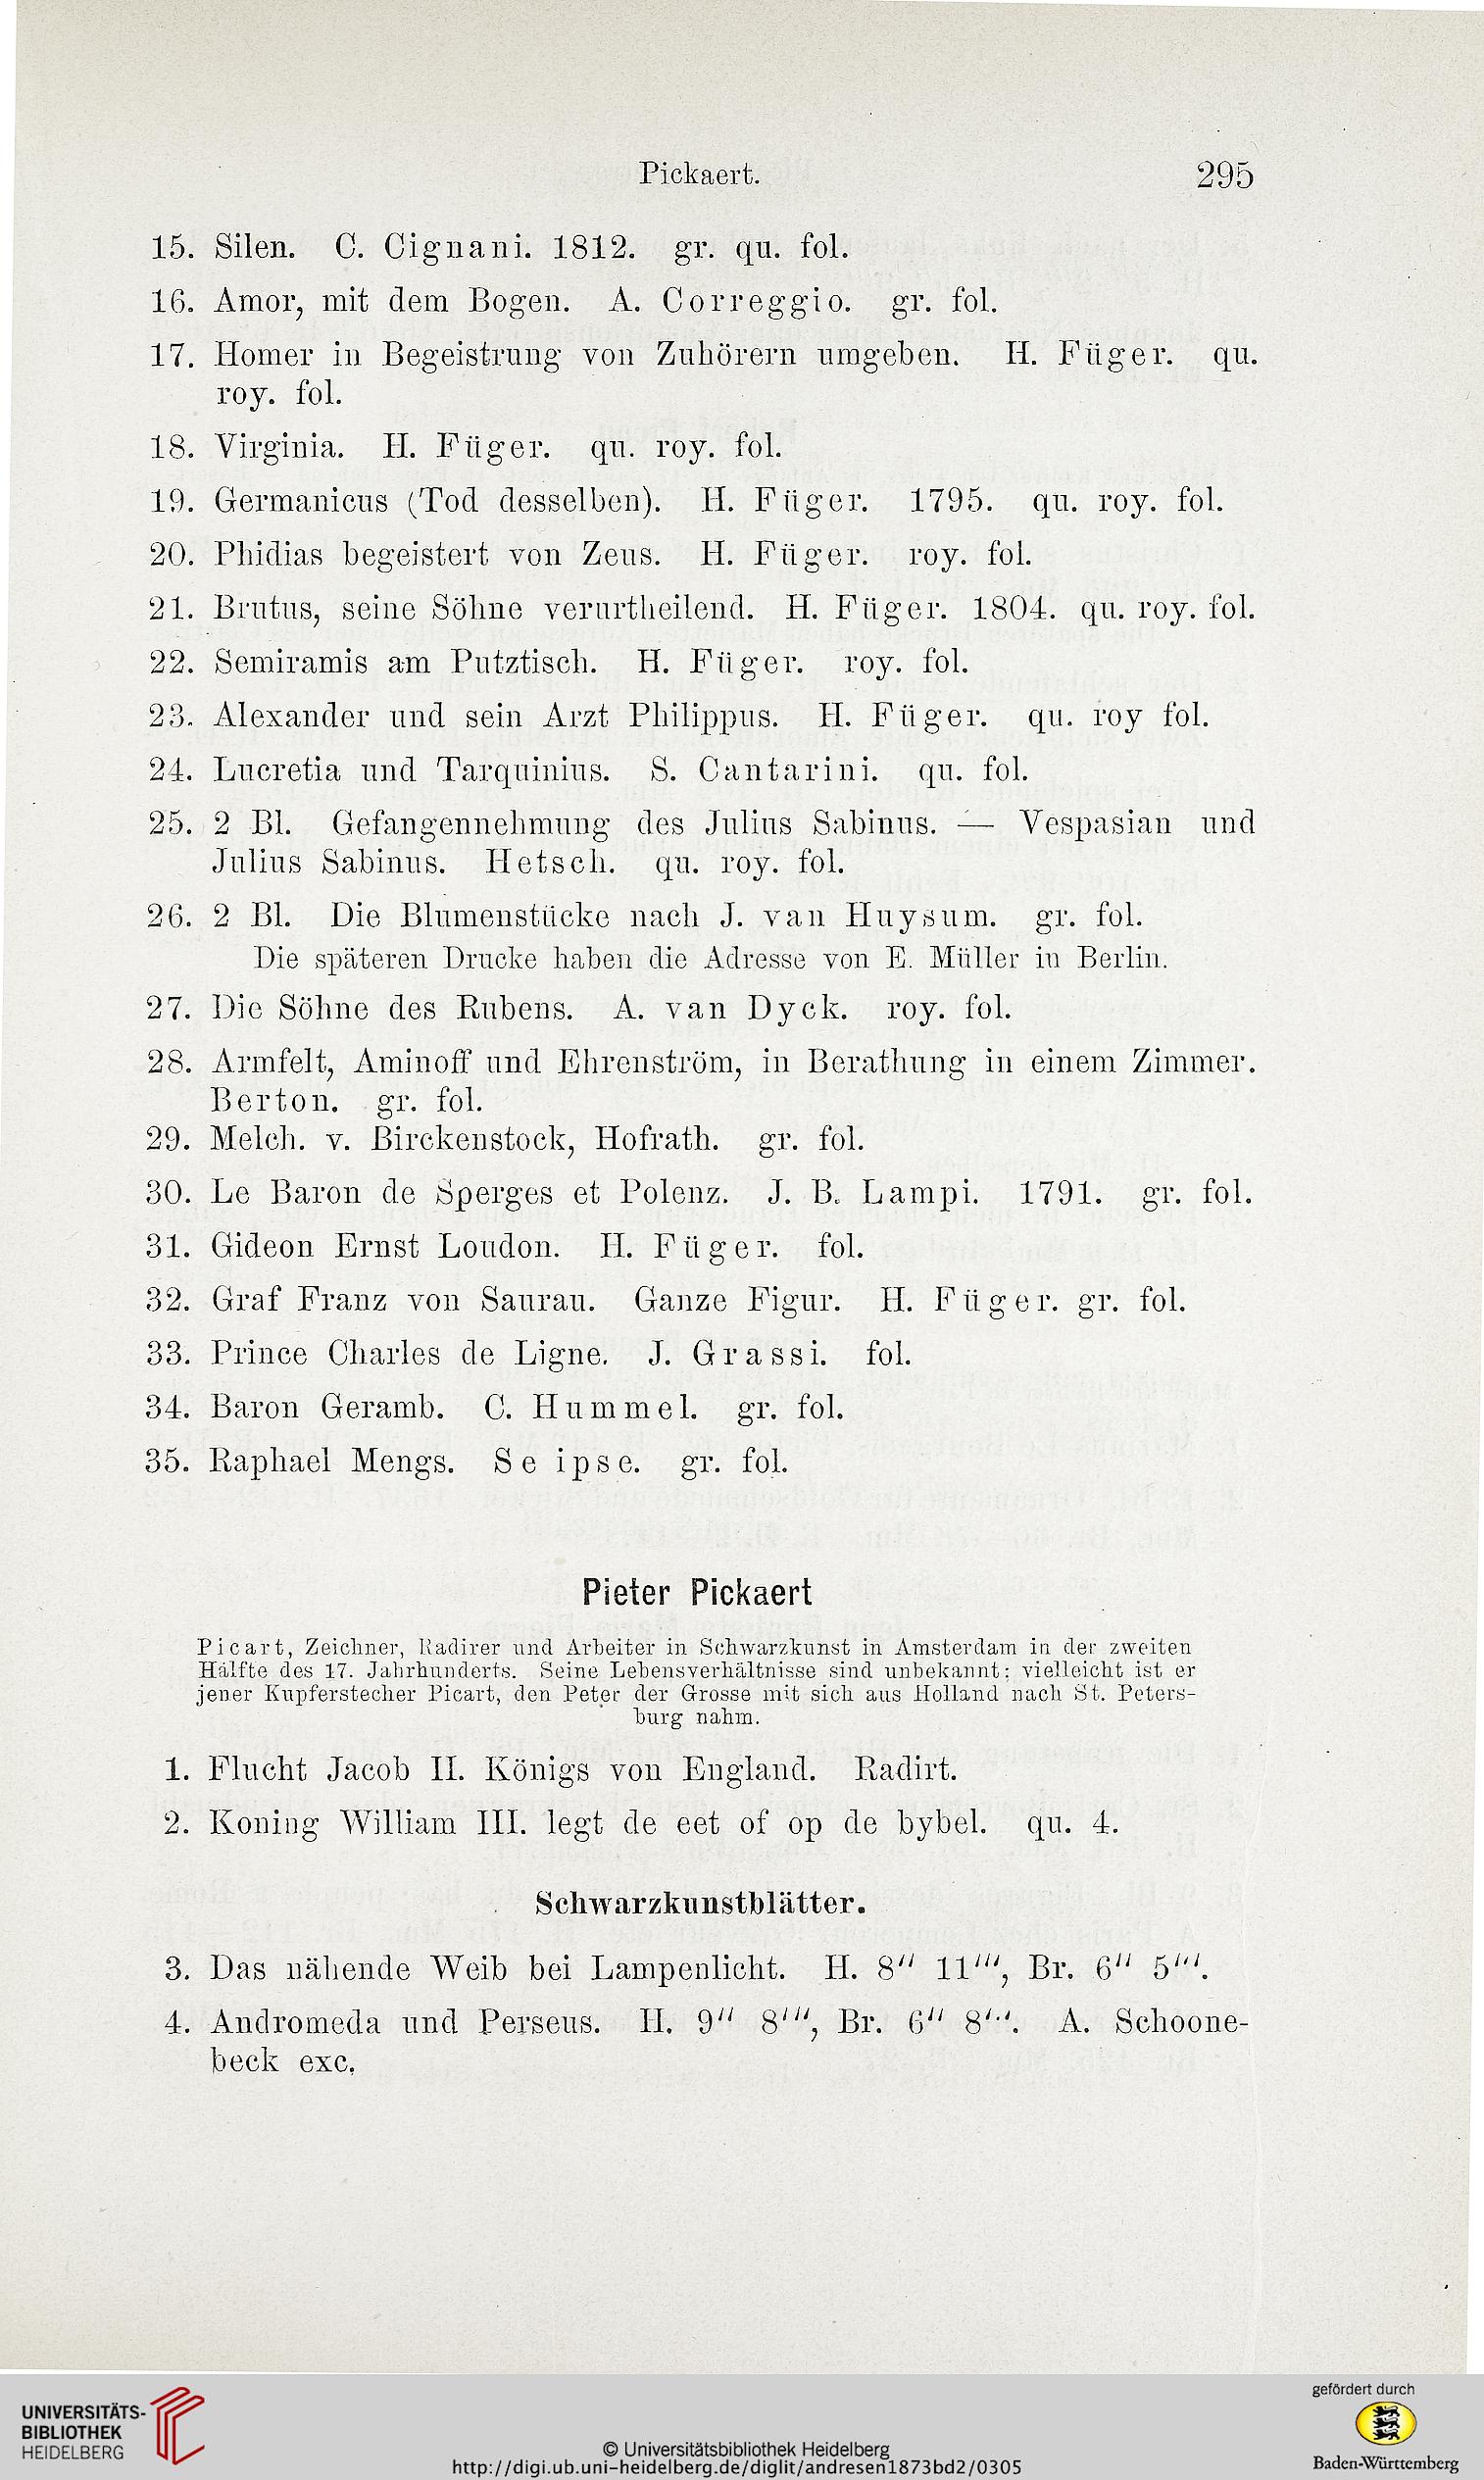 Pickaert. 295
15. Silen. C. Cignani. 1812. gr. qu. fol.
16. Amor, mit dem Bogen. A. Correggio. gr. fol.
17. Homer in Begeistrung von Zuhörern umgeben. H. Füger. qu.
roy. fol.
18. Virginia. H. Füger. qu. roy. fol.
19. Germanicus (Tod desselben). H. Füger. 1795. qu. roy. fol.
20. Phidias begeistert von Zeus. H. Füger. roy. fol.
21. Brutus, seine Söhne verurtheilend. H. Füger. 1804. qu. roy. fol.
22. Semiramis am Putztisch. H. Füger. roy. fol.
23. Alexander und sein Arzt Philippus. H. Füger. qu. roy fol.
24. Lucretia und Tarquinius. S. Cantarini. qu. fol.
25. 2 Bl. Gefangennehmung des Julius Sabinus. — Vespasian und
Julius Sabinus. Hetsch. qu. roy. fol.
26. 2 Bl. Die Blumenstücke nach J. van Huysum. gr. fol.
Die späteren Drucke haben die Adresse von E. Müller in Berlin.
27. Die Söhne des Rubens. A. van Dyck. roy. fol.
28. Armfelt, Aminoff und Ehrenström, in Berathung in einem Zimmer.
Berton. gr. fol.
29. Melch. v. Birckenstock, Hofrath. gr. fol.
30. Le Baron de Sperges et Polenz. J. B. Lampi. 1791. gr. fol.
31. Gideon Ernst Loudon. H. Füger. fol.
32. Graf Franz von Saurau. Ganze Figur. H. Füger. gr. fol.
33. Prince Charles de Ligne. J. Grassi. fol.
34. Baron Geramb. C. Hummel. gr. fol.
35. Raphael Mengs. Se ipse. gr. fol.
Pieter Pickaert
Picart, Zeichner, Radirer und Arbeiter in Schwarzkunst in Amsterdam in der zweiten
Hälfte des 17. Jahrhunderts. Seine Lebensverhältnisse sind unbekannt; vielleicht ist er
jener Kupferstecher Picart, den Peter der Grosse mit sich aus Holland nach St. Peters-
burg nahm.
1. Flucht Jacob II. Königs von England. Radirt.
2. Koning William III. legt de eet of op de bybel. qu. 4.
Schwarzkunstblätter.
3. Das nähende Weib bei Lampenlicht. H. 8" 11"', Br. 6" 5"'.
4. Andromeda und Perseus. H. 9" 8"', Br. 6" 8"'. A. Schoone-
beck exc.
UNIVERSITÄTS-
BIBLIOTHEK
HEIDELBERG
© Universitätsbibliothek Heidelberg
http://digi.ub.uni-heidelberg.de/diglit/andresen1873bd2/0305
gefördert durch
Baden-Württemberg